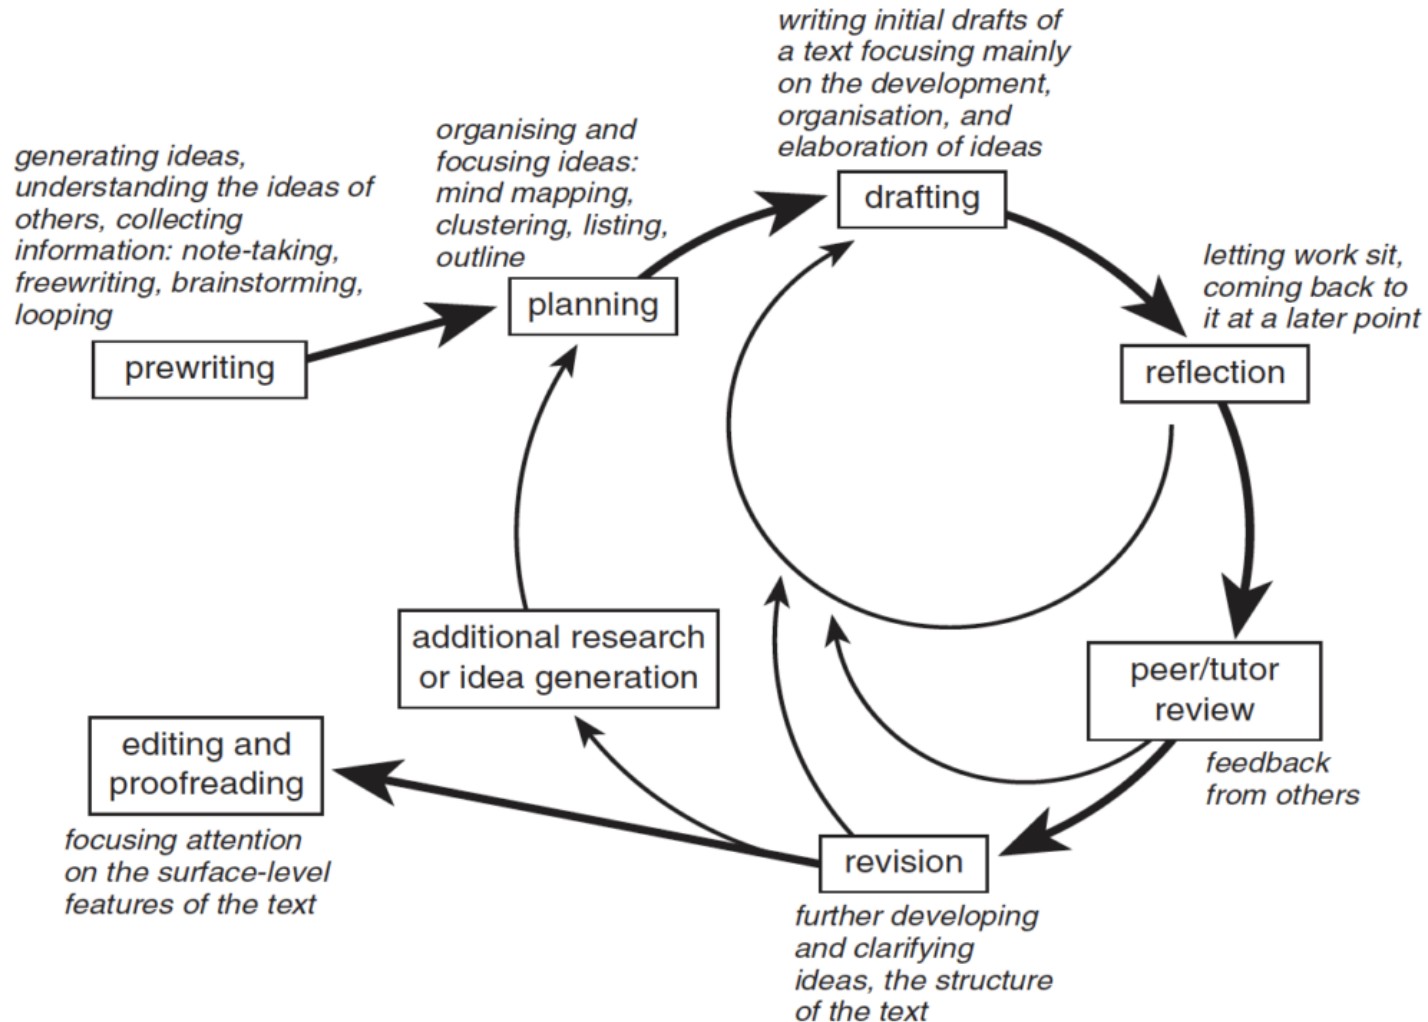 generating ideas,
understanding the ideas of
others, collecting
information: note-taking,
freewriting, brainstorming,
looping
prewriting
organising and
focusing ideas:
mind mapping,
clustering, listing,
outline
planning
writing initial drafts of
a text focusing mainly
on the development,
organisation, and
elaboration of ideas
drafting
letting work sit,
coming back to
it at a later point
reflection
peer/tutor
review
feedback
from others
revision
further developing
and clarifying
ideas, the structure
of the text
additional research
or idea generation
editing and
proofreading
focusing attention
on the surface-level
features of the text